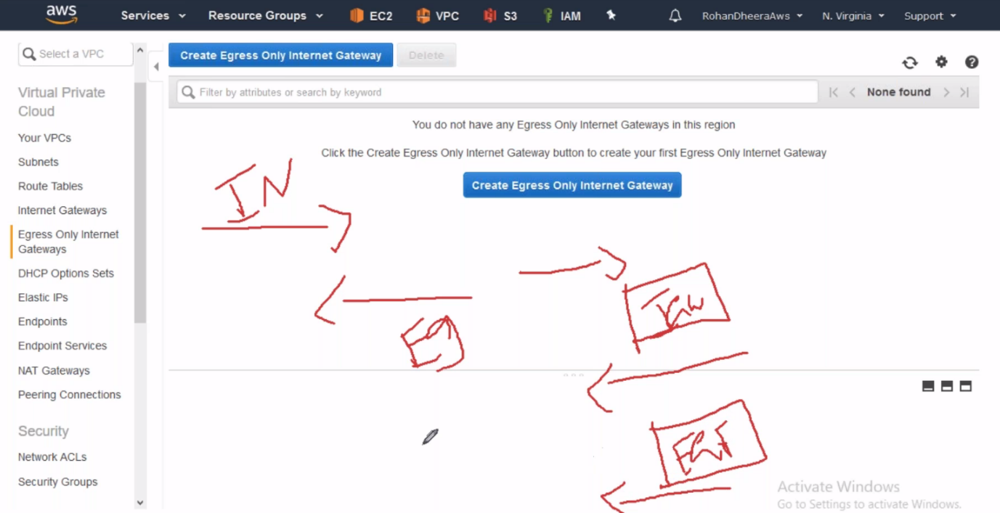 aws Services Resource Groups EC2 VPC S3 IAM RohanDheeraAws N. Virginia Support
Select a VPC
Virtual Private
Cloud
Your VPCs
Subnets
Route Tables
Internet Gateways
Egress Only Internet
Gateways
DHCP Options Sets
Elastic IPs
Endpoints
Endpoint Services
NAT Gateways
Peering Connections
Security
Network ACLs
Security Groups
Create Egress Only Internet Gateway Delete
Filter by attributes or search by keyword None found
You do not have any Egress Only Internet Gateways in this region
Click the Create Egress Only Internet Gateway button to create your first Egress Only Internet Gateway
Create Egress Only Internet Gateway
IN
Activate Windows
Go to Settings to activate Windows.